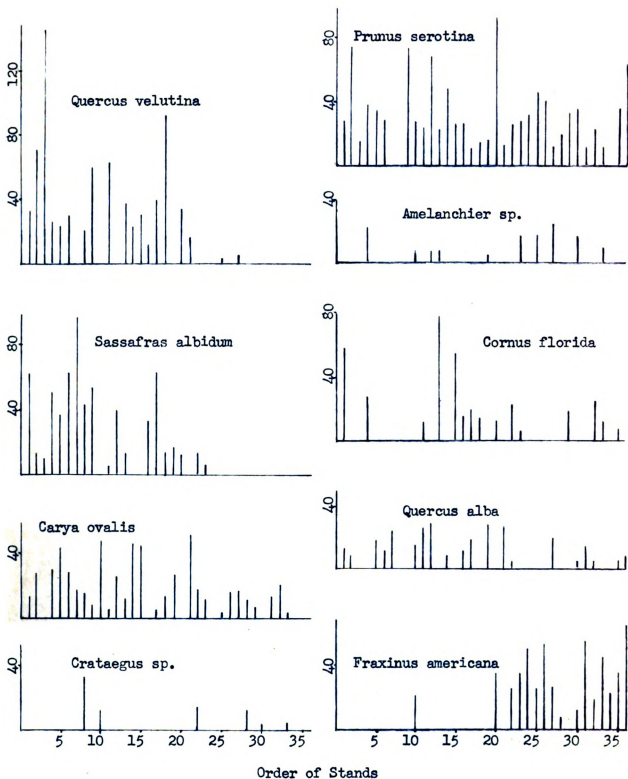 120
80
40
Quercus velutina
80
40
Sassafras albidum
40
Carya ovalis
40
Crataegus sp.
5 10 15 20 25 30 35
80
40
Prunus serotina
40
Amelanchier sp.
80
40
Cornus florida
40
Quercus alba
40
Fraxinus americana
5 10 15 20 25 30 35
Order of Stands